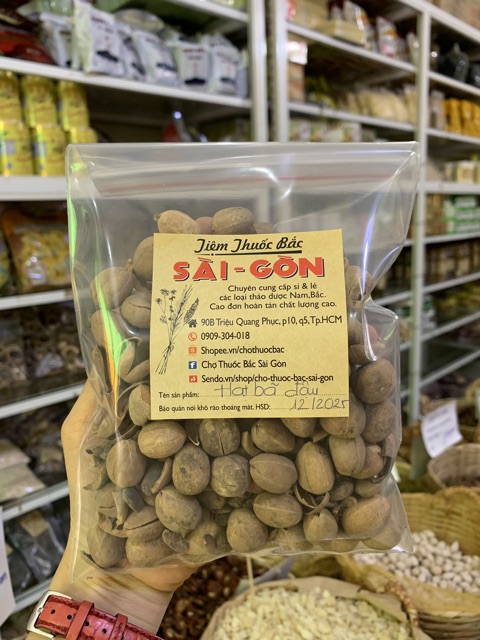 Tiệm Thuốc Bắc
SÀI-GÒN
Chuyên cung cấp sỉ & lẻ
các loại thảo dược Nam,Bắc.
Cao đơn hoàn tán chất lượng cao.
90B Triệu Quang Phục, p10, q5,Tp.HCM
0909-304-018
Shopee.vn/chothuocbac
Chợ Thuốc Bắc Sài Gòn
Sendo.vn/shop/cho-thuoc-bac-sai-gon
Tên sản phẩm: Hạt bã đậu
Bảo quản nơi khô ráo thoáng mát. HSD: 12/2025